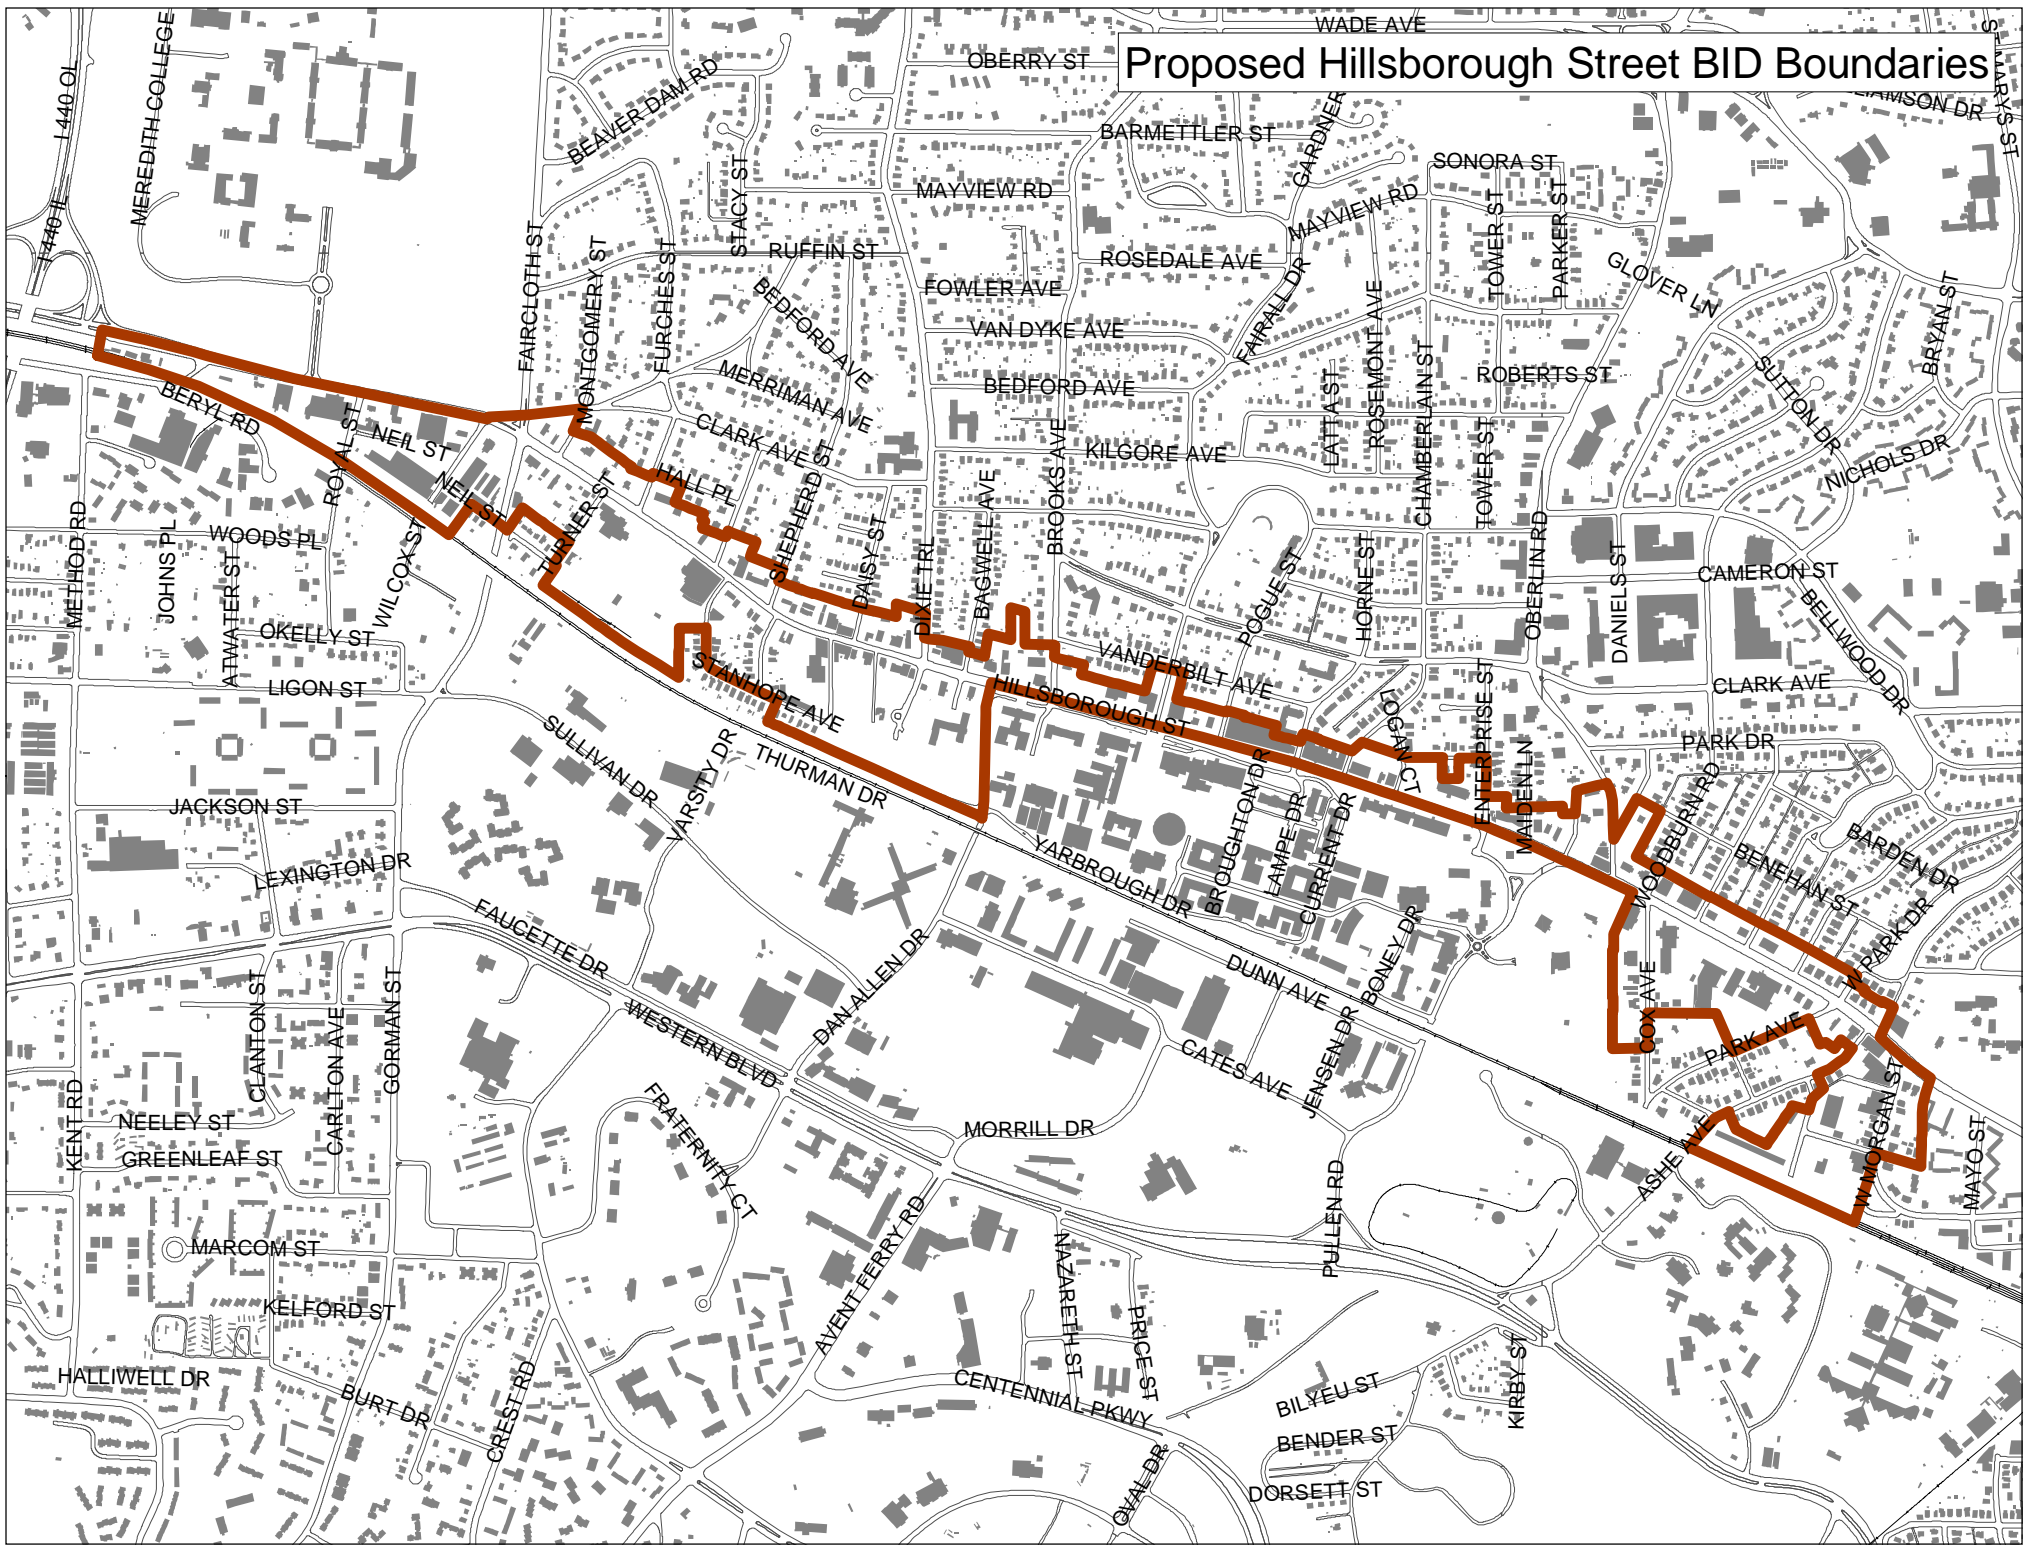 WADE AVE
Proposed Hillsborough Street BID Boundaries
ST MARYS ST
OBERRY ST
I 440 OL
MEREDITH COLLEGE
BEAVER DAM RD
GARDNER
BARMETTLER ST
SONORA ST
STACY ST
MAYVIEW RD
MAYVIEW RD
TOWER ST
PARKER ST
I 440 IL
FAIRCLOTH ST
MONTGOMERY ST
FURCHES ST
RUFFIN ST
ROSEDALE AVE
GLOVER LN
BEDFORD AVE
FOWLER AVE
FAIRALL DR
ROSEMONT AVE
BRYAN ST
VAN DYKE AVE
MERRIMAN AVE
BEDFORD AVE
LATTA ST
CHAMBERLAIN ST
ROBERTS ST
SUTTON DR
BERYL RD
ROYAL ST
NEIL ST
CLARK AVE
KILGORE AVE
TOWER ST
NICHOLS DR
NEIL ST
TURNER ST
HALL PL
SHEPHERD ST
BAGWELL AVE
BROOKS AVE
METHOD RD
WOODS PL
JOHNS PL
ATWATER ST
WILCOX ST
DAISY ST
DIXIE TRL
POGUE ST
HORNE ST
OBERLIN RD
DANIELS ST
CAMERON ST
BELLWOOD DR
OKELLY ST
LIGON ST
STANHOPE AVE
VANDERBILT AVE
HILLSBOROUGH ST
LOGAN CT
ENTERPRISE ST
MAIDEN LN
CLARK AVE
PARK DR
SULLIVAN DR
VARSITY DR
THURMAN DR
JACKSON ST
YARBROUGH DR
BROUGHTON DR
LAMPE DR
CURRENT DR
WOODBURN RD
BENEHAN ST
BARDEN DR
LEXINGTON DR
FAUCETTE DR
DAN ALLEN DR
DUNN AVE
BONEY DR
W PARK DR
CLANTON ST
CARLTON AVE
GORMAN ST
WESTERN BLVD
CATES AVE
JENSEN DR
COX AVE
PARK AVE
KENT RD
NEELEY ST
GREENLEAF ST
FRATERNITY CT
MORRILL DR
PULLEN RD
ASHE AVE
W MORGAN ST
MAYO ST
MARCOM ST
AVENT FERRY RD
NAZARETH ST
PRICE ST
KELFORD ST
HALLIWELL DR
BURT DR
CREST RD
CENTENNIAL PKWY
BILYEU ST
KIRBY ST
BENDER ST
OVAL DR
DORSETT ST